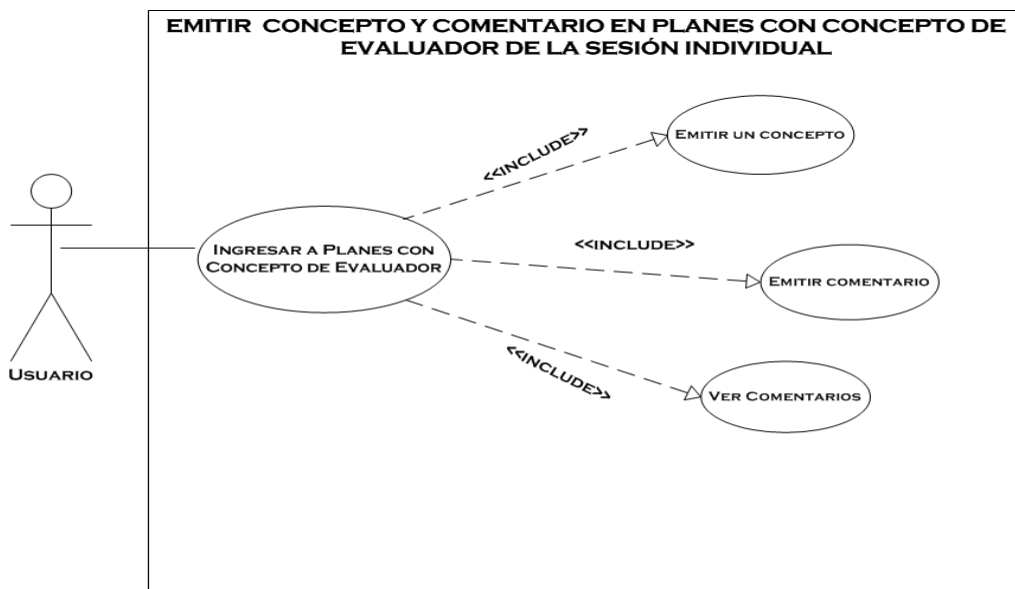 EMITIR CONCEPTO Y COMENTARIO EN PLANES CON CONCEPTO DE
EVALUADOR DE LA SESIÓN INDIVIDUAL
<<INCLUDE>>
EMITIR UN CONCEPTO
INGRESAR A PLANES CON
CONCEPTO DE EVALUADOR
<<INCLUDE>>
EMITIR COMENTARIO
<<INCLUDE>>
VER COMENTARIOS
USUARIO